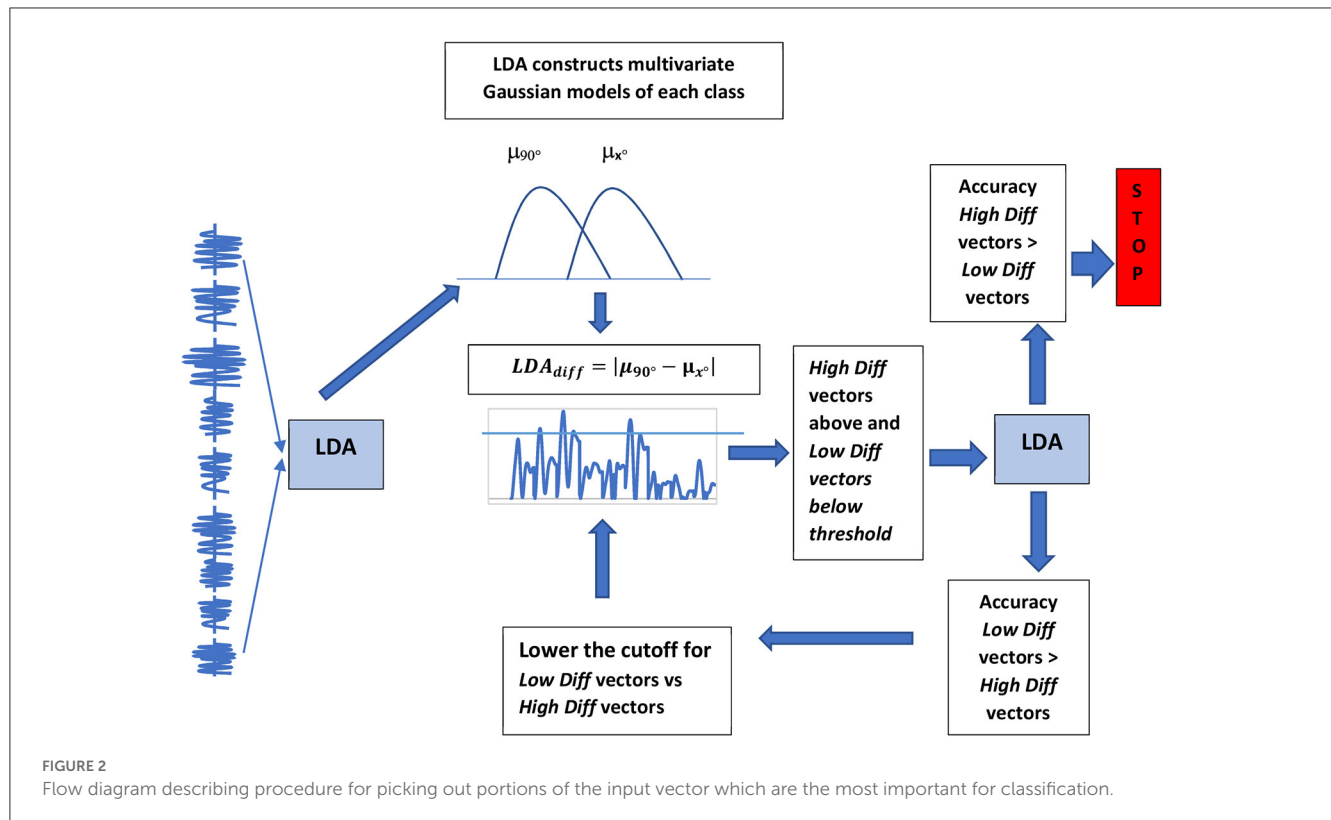 LDA constructs multivariate
Gaussian models of each class
μ90°
μx°
LDA
LDAdiff = |μ90° − μx°|
High Diff
vectors
above and
Low Diff
vectors
below
threshold
LDA
Accuracy
High Diff
vectors >
Low Diff
vectors
S
T
O
P
Accuracy
Low Diff
vectors >
High Diff
vectors
Lower the cutoff for
Low Diff vectors vs
High Diff vectors
FIGURE 2
Flow diagram describing procedure for picking out portions of the input vector which are the most important for classification.